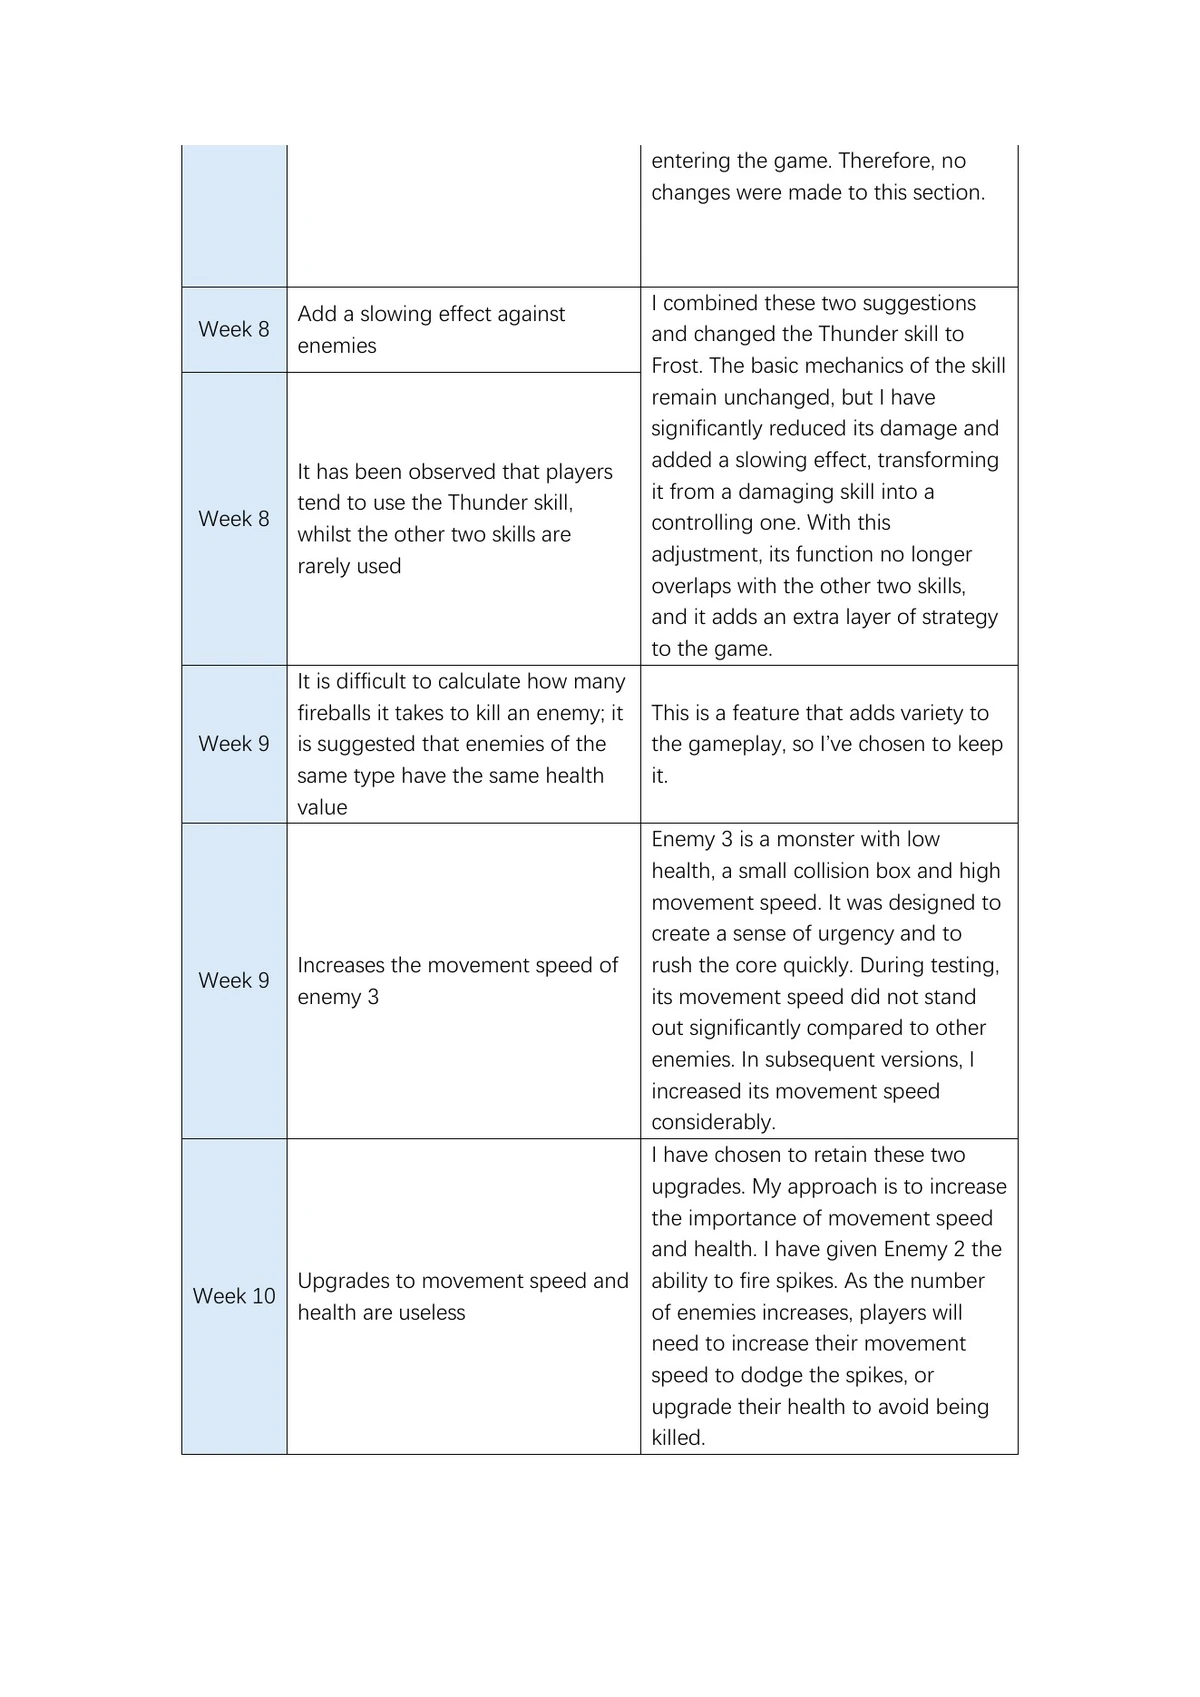 entering the game. Therefore, no
changes were made to this section.
Week 8
Add a slowing effect against
enemies
I combined these two suggestions
and changed the Thunder skill to
Frost. The basic mechanics of the skill
remain unchanged, but I have
significantly reduced its damage and
added a slowing effect, transforming
it from a damaging skill into a
controlling one. With this
adjustment, its function no longer
overlaps with the other two skills,
and it adds an extra layer of strategy
to the game.
Week 8
It has been observed that players
tend to use the Thunder skill,
whilst the other two skills are
rarely used
Week 9
It is difficult to calculate how many
fireballs it takes to kill an enemy; it
is suggested that enemies of the
same type have the same health
value
This is a feature that adds variety to
the gameplay, so I’ve chosen to keep
it.
Week 9
Increases the movement speed of
enemy 3
Enemy 3 is a monster with low
health, a small collision box and high
movement speed. It was designed to
create a sense of urgency and to
rush the core quickly. During testing,
its movement speed did not stand
out significantly compared to other
enemies. In subsequent versions, I
increased its movement speed
considerably.
Week 10
Upgrades to movement speed and
health are useless
I have chosen to retain these two
upgrades. My approach is to increase
the importance of movement speed
and health. I have given Enemy 2 the
ability to fire spikes. As the number
of enemies increases, players will
need to increase their movement
speed to dodge the spikes, or
upgrade their health to avoid being
killed.